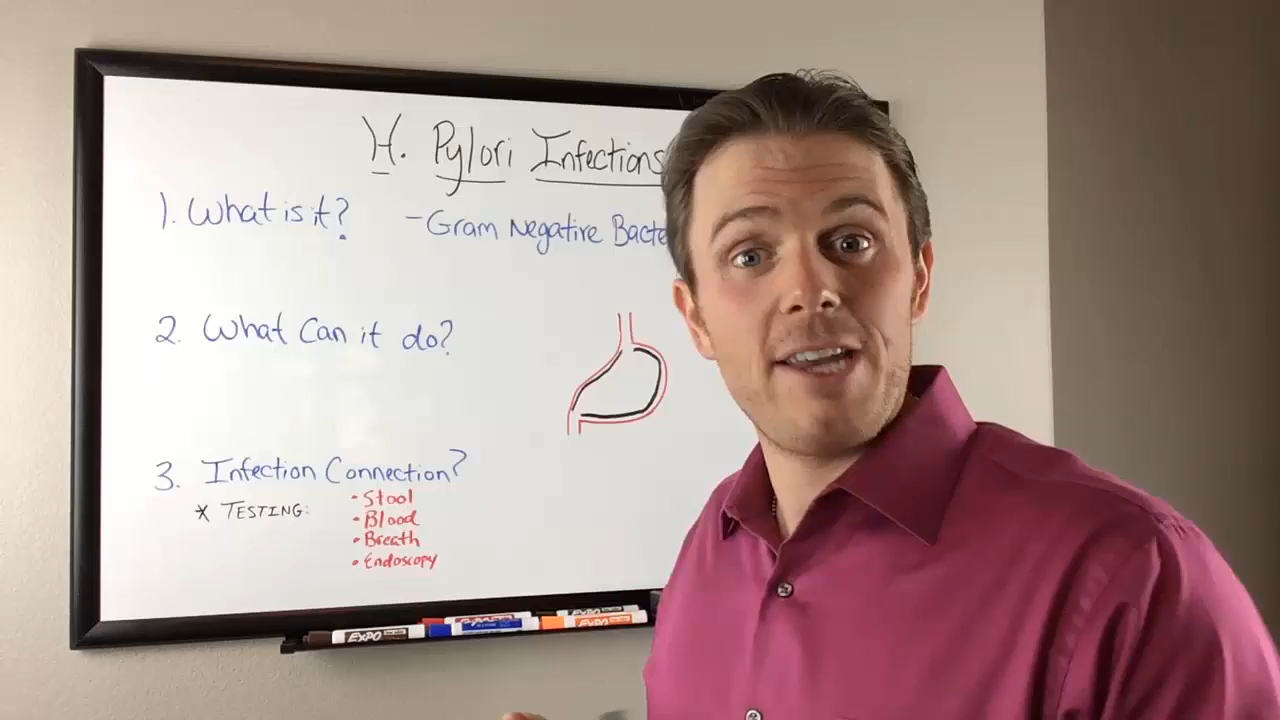 H. Pylori Infections
1. What is it? - Gram Negative Bacte
2. What Can it do?
3. Infection Connection?
* TESTING:
• Stool
• Blood
• Breath
• Endoscopy
EXPO